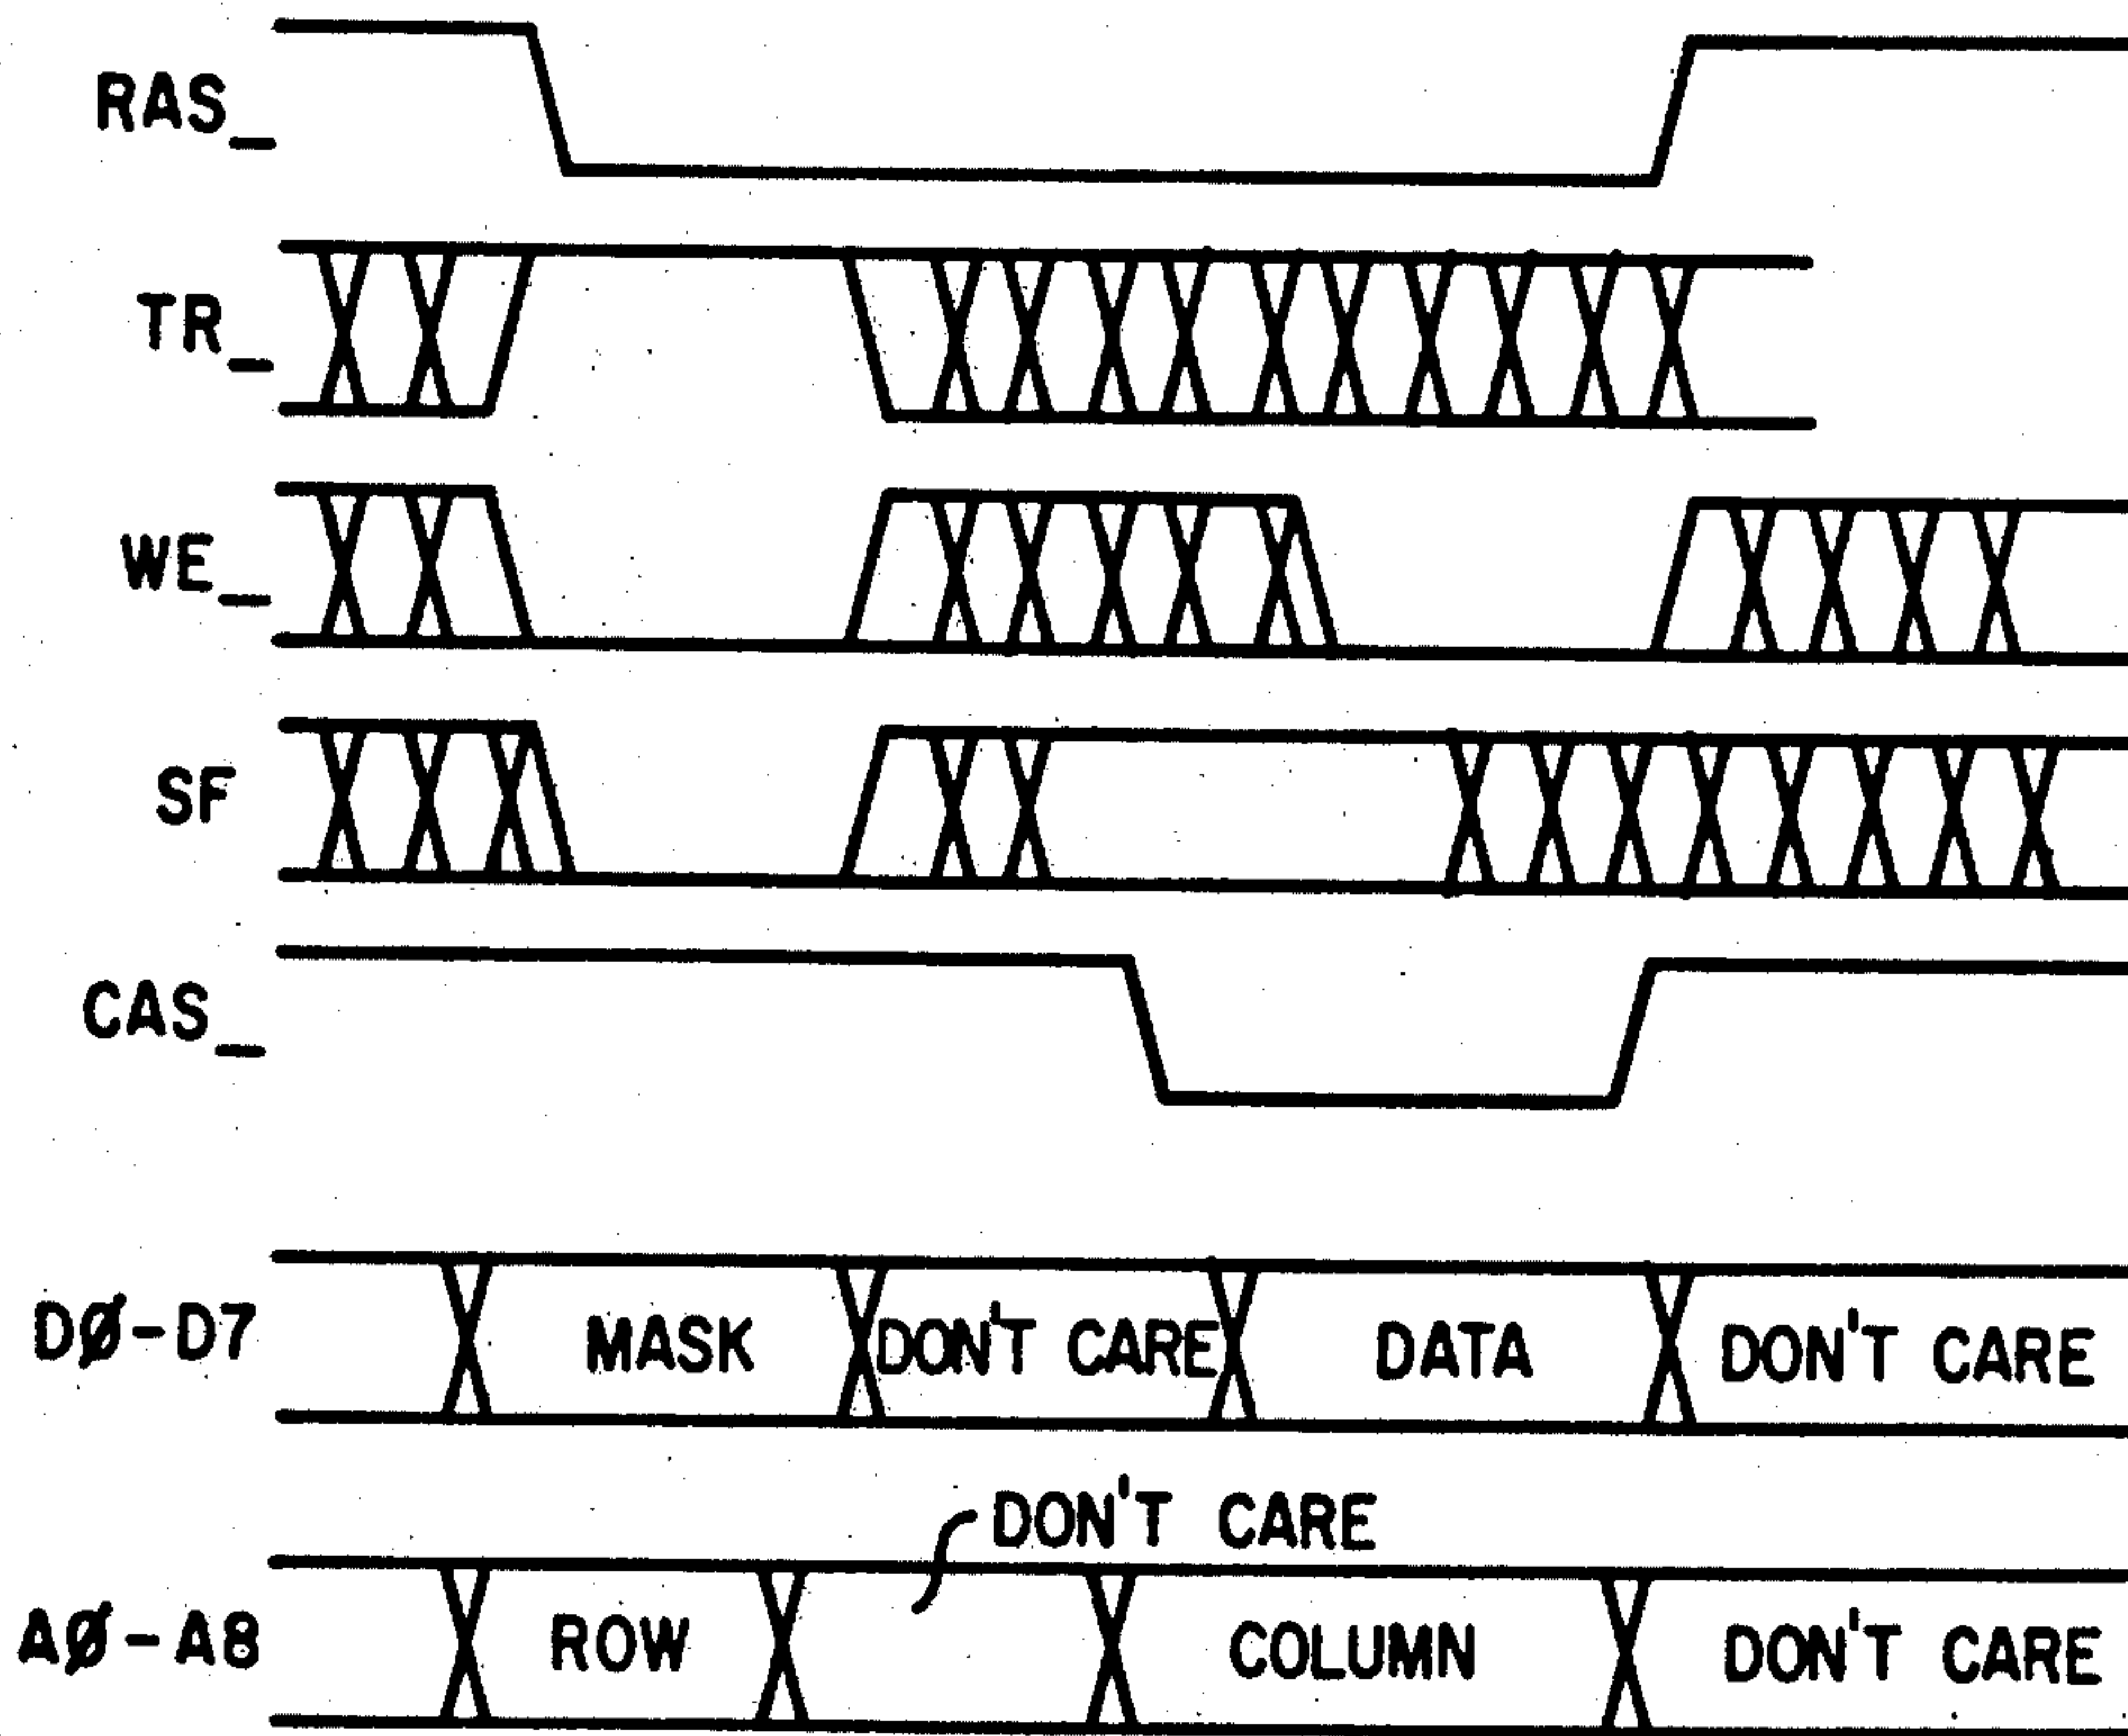 RAS_
TR_
WE_
SF
CAS_
DØ-D7 MASK DON'T CARE DATA DON'T CARE
DON'T CARE
AØ-A8 ROW COLUMN DON'T CARE